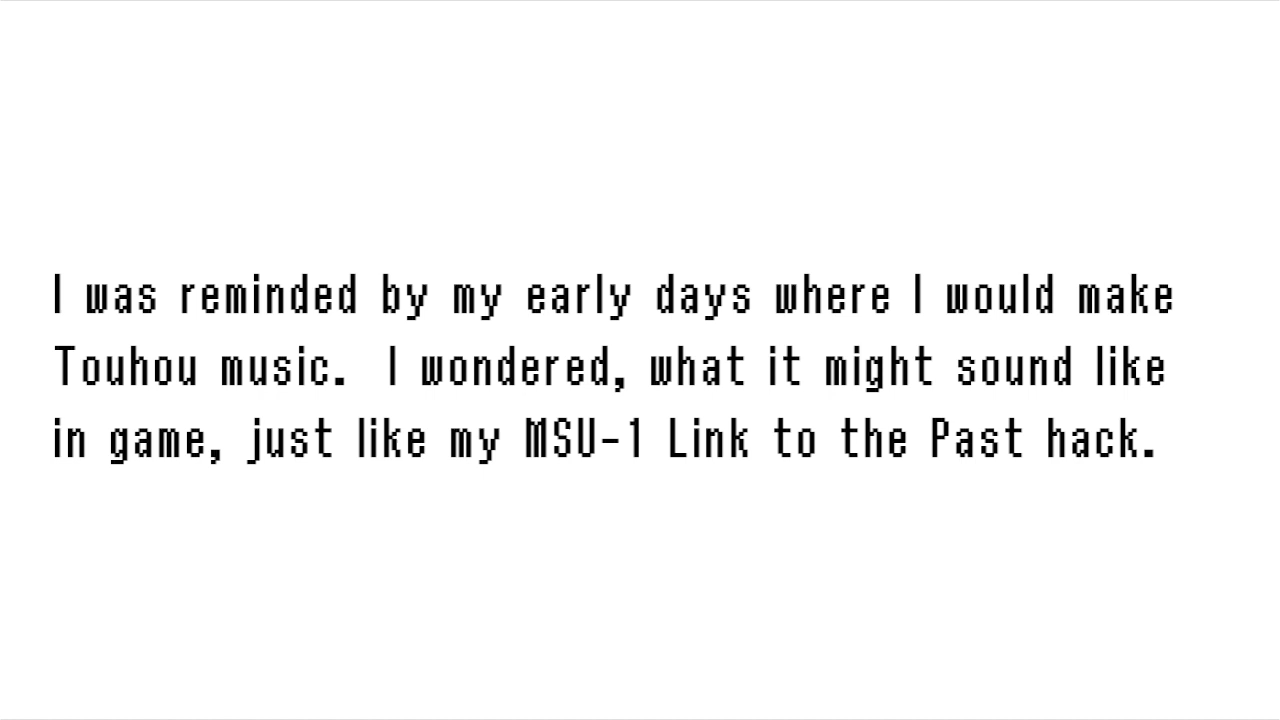 I was reminded by my early days where I would make
Touhou music.  I wondered, what it might sound like
in game, just like my MSU-1 Link to the Past hack.